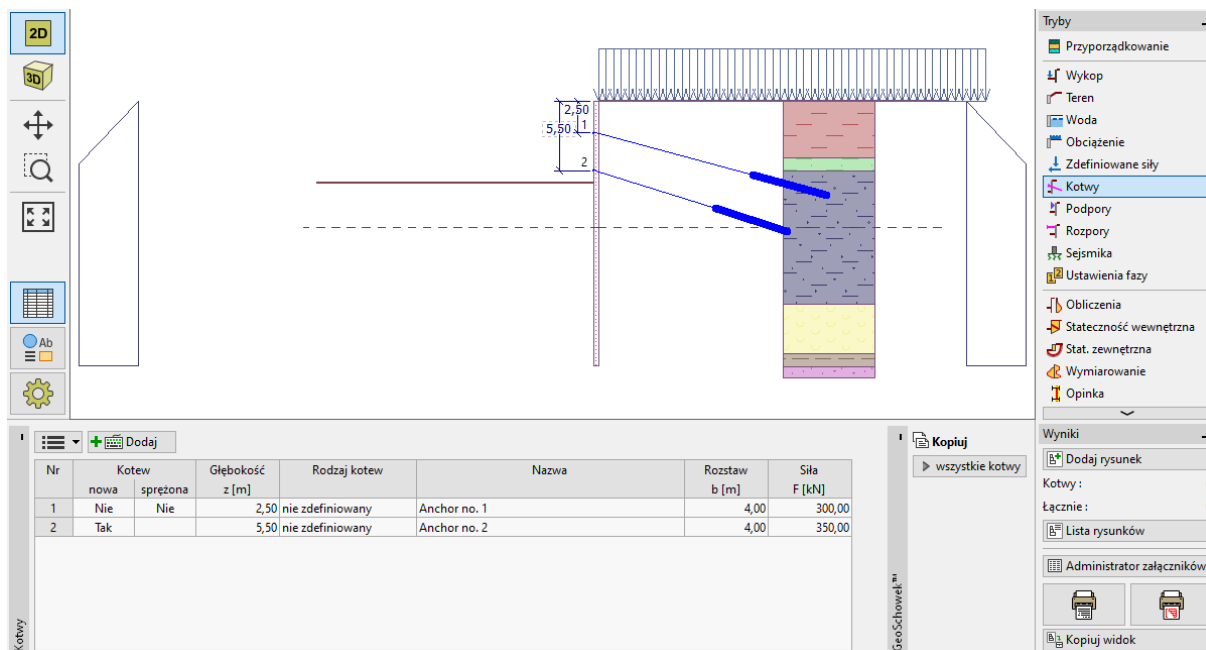 2D
3D
Ab
2,50
1
5,50
2
Tryby
Przyporządkowanie
Wykop
Teren
Woda
Obciążenie
Zdefiniowane siły
Kotwy
Podpory
Rozpory
Sejsmika
Ustawienia fazy
Obliczenia
Stateczność wewnętrzna
Stat. zewnętrzna
Wymiarowanie
Opinka
Kotwy
Dodaj
Nr Kotew Głębokość Rodzaj kotew Nazwa Rozstaw Siła
nowa sprężona z [m] b [m] F [kN]
1 Nie Nie 2,50 nie zdefiniowany Anchor no. 1 4,00 300,00
2 Tak 5,50 nie zdefiniowany Anchor no. 2 4,00 350,00
GeoSchowek™
Kopiuj
wszystkie kotwy
Wyniki
Dodaj rysunek
Kotwy :
Łącznie :
Lista rysunków
Administrator załączników
Kopiuj widok